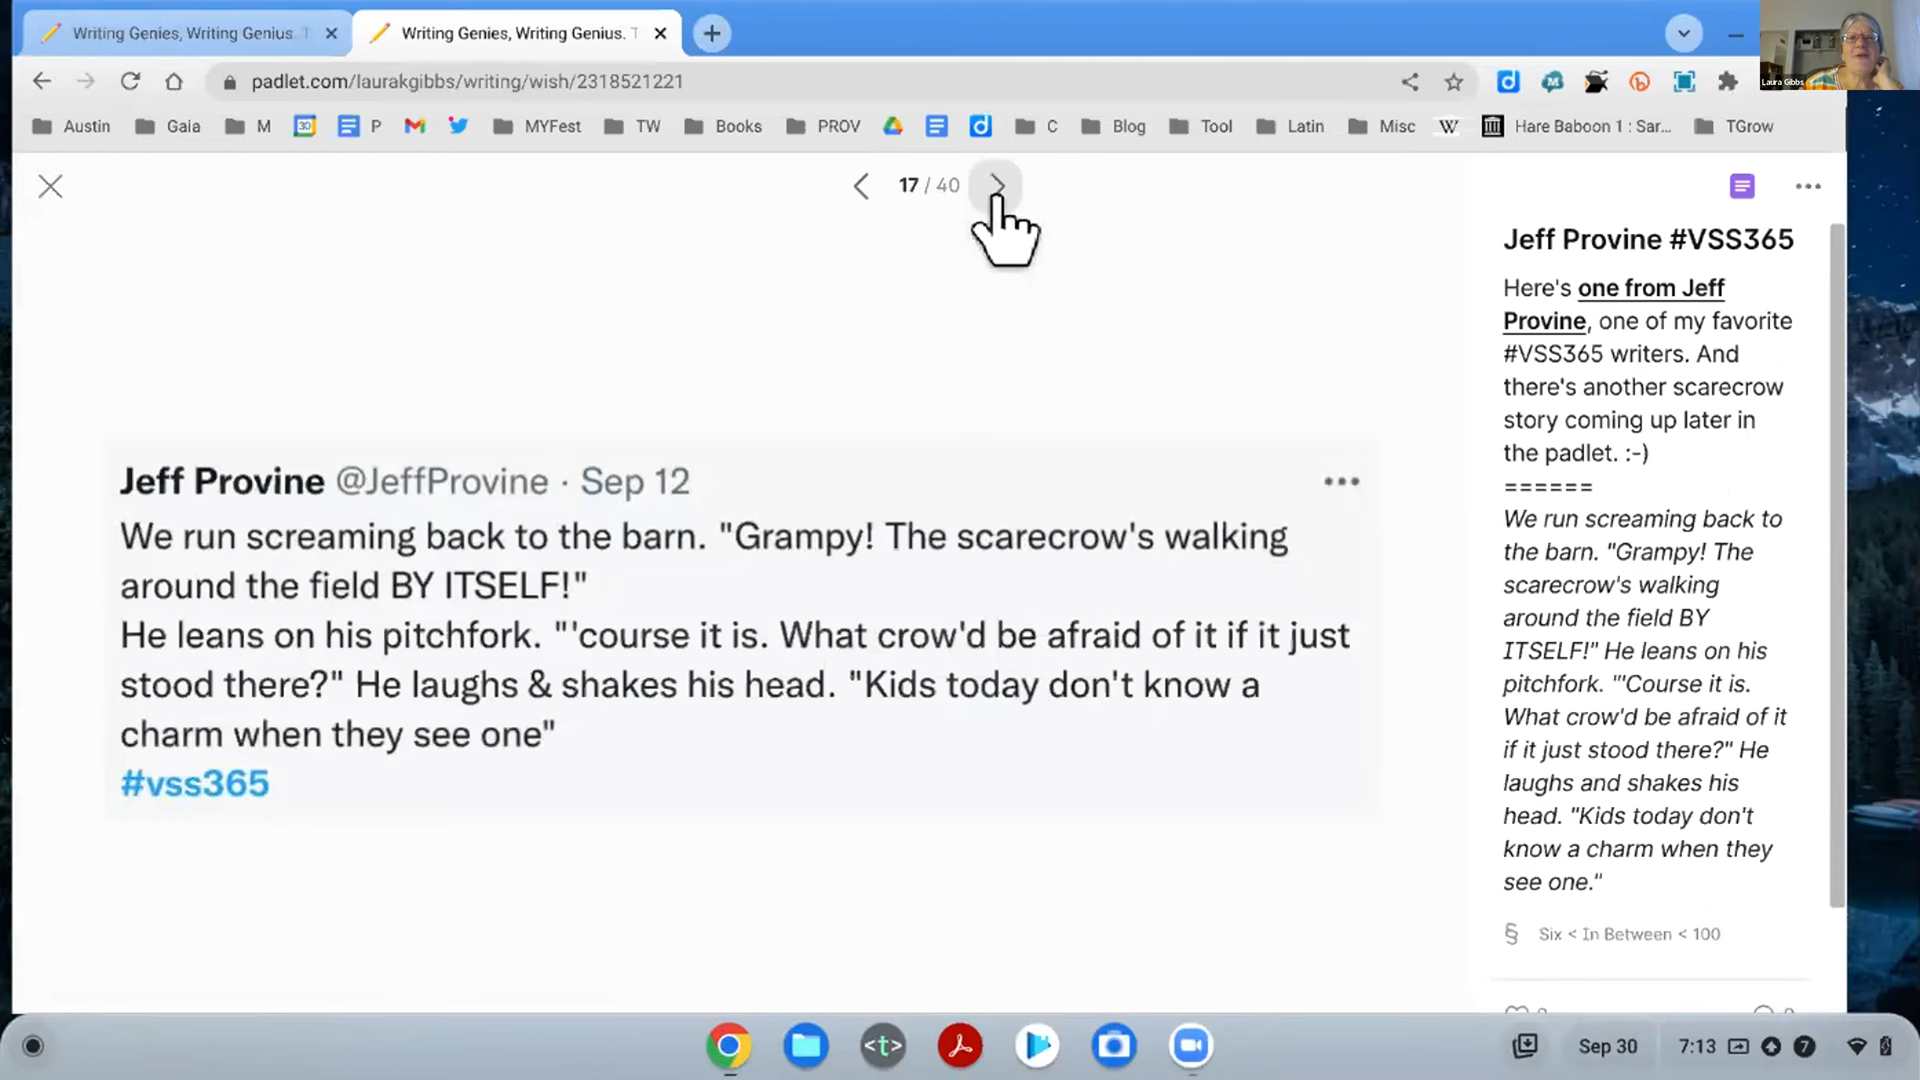 Writing Genies, Writing Genius. T
Writing Genies, Writing Genius. T
padlet.com/laurakgibbs/writing/wish/2318521221
Laura Gibbs
Austin
Gaia
M
30
P
MYFest
TW
Books
PROV
C
Blog
Tool
Latin
Misc
W
Hare Baboon 1 : Sar...
TGrow
17 / 40
Jeff Provine @JeffProvine · Sep 12
We run screaming back to the barn. "Grampy! The scarecrow's walking
around the field BY ITSELF!"
He leans on his pitchfork. "'course it is. What crow'd be afraid of it if it just
stood there?" He laughs & shakes his head. "Kids today don't know a
charm when they see one"
#vss365
Jeff Provine #VSS365
Here's one from Jeff
Provine, one of my favorite
#VSS365 writers. And
there's another scarecrow
story coming up later in
the padlet. :-)
======
We run screaming back to
the barn. "Grampy! The
scarecrow's walking
around the field BY
ITSELF!" He leans on his
pitchfork. "'Course it is.
What crow'd be afraid of it
if it just stood there?" He
laughs and shakes his
head. "Kids today don't
know a charm when they
see one."
§ Six < In Between < 100
<t>
Sep 30
7:13
7